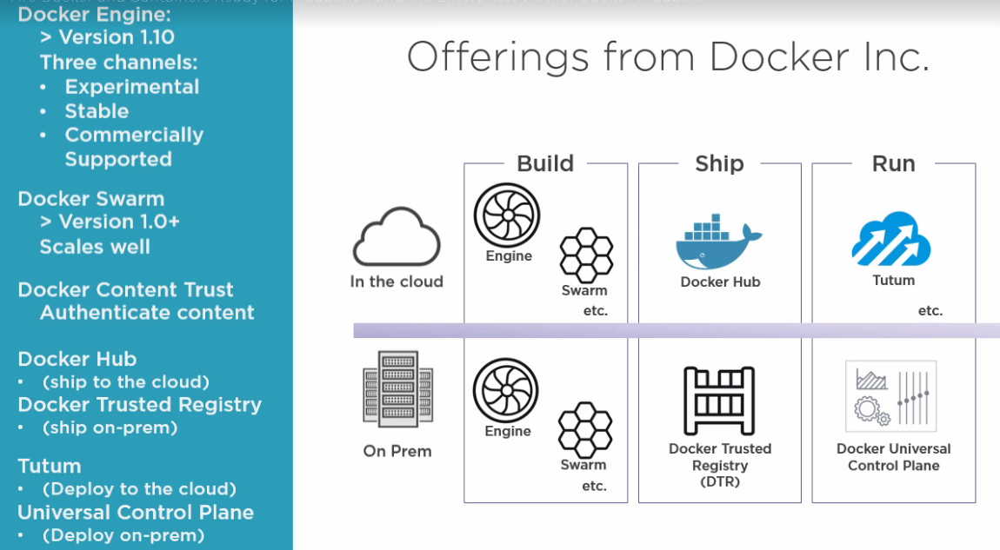 Docker Engine:
> Version 1.10
Three channels:
• Experimental
• Stable
• Commercially
Supported
Docker Swarm
> Version 1.0+
Scales well
Docker Content Trust
Authenticate content
Docker Hub
• (ship to the cloud)
Docker Trusted Registry
• (ship on-prem)
Tutum
• (Deploy to the cloud)
Universal Control Plane
• (Deploy on-prem)
Offerings from Docker Inc.
Build
Ship
Run
In the cloud
Engine
Swarm
etc.
Docker Hub
Tutum
etc.
On Prem
Engine
Swarm
etc.
Docker Trusted
Registry
(DTR)
Docker Universal
Control Plane